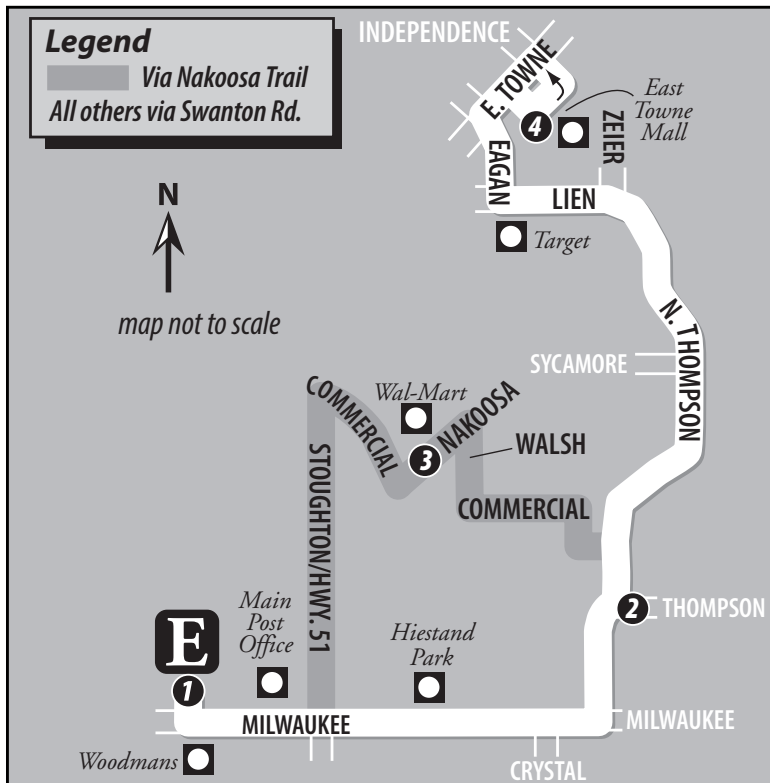 Legend
Via Nakoosa Trail
All others via Swanton Rd.
INDEPENDENCE
E. TOWNE
4
East
Towne
Mall
ZEIER
EAGAN
LIEN
Target
N
map not to scale
N. THOMPSON
SYCAMORE
COMMERCIAL
Wal-Mart
NAKOOSA
3
WALSH
STOUGHTON/HWY. 51
COMMERCIAL
2
THOMPSON
E
1
Main
Post
Office
Hiestand
Park
MILWAUKEE
MILWAUKEE
Woodmans
CRYSTAL